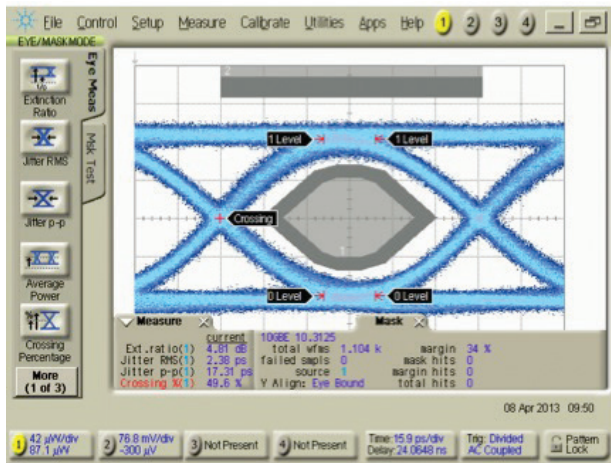 File Control Setup Measure Calibrate Utilities Apps Help 1 2 3 4
EYE/MASK MODE
Eye Meas
Msk Test
Extinction
Ratio
Jitter RMS
Jitter p-p
Average
Power
Crossing
Percentage
More
(1 of 3)
2
1 Level
1 Level
Crossing
1
0 Level
0 Level
Measure
current
Ext.ratio(1) 4.81 dB
Jitter RMS(1) 2.38 ps
Jitter p-p(1) 17.31 ps
Crossing %(1) 49.6 %
Mask
10GBE 10.3125
total wfms 1.104 k margin 34 %
failed smpls 0 mask hits 0
source 1 margin hits 0
Y Align: Eye Bound total hits 0
08 Apr 2013 09:50
1 42 µW/div
87.1 µW
2 76.8 mV/div
-300 µV
3 Not Present
4 Not Present
Time:15.9 ps/div
Delay:24.0648 ns
Trig: Divided
AC Coupled
Pattern
Lock